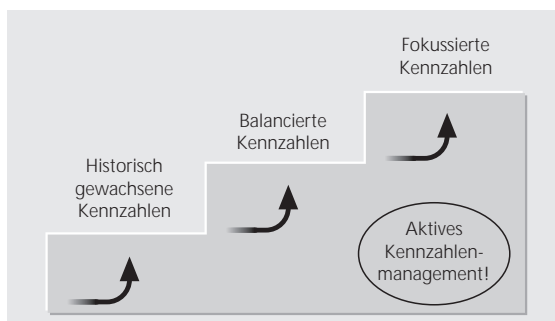 Fokussierte
Kennzahlen
Balancierte
Kennzahlen
Historisch
gewachsene
Kennzahlen
Aktives
Kennzahlen-
management!